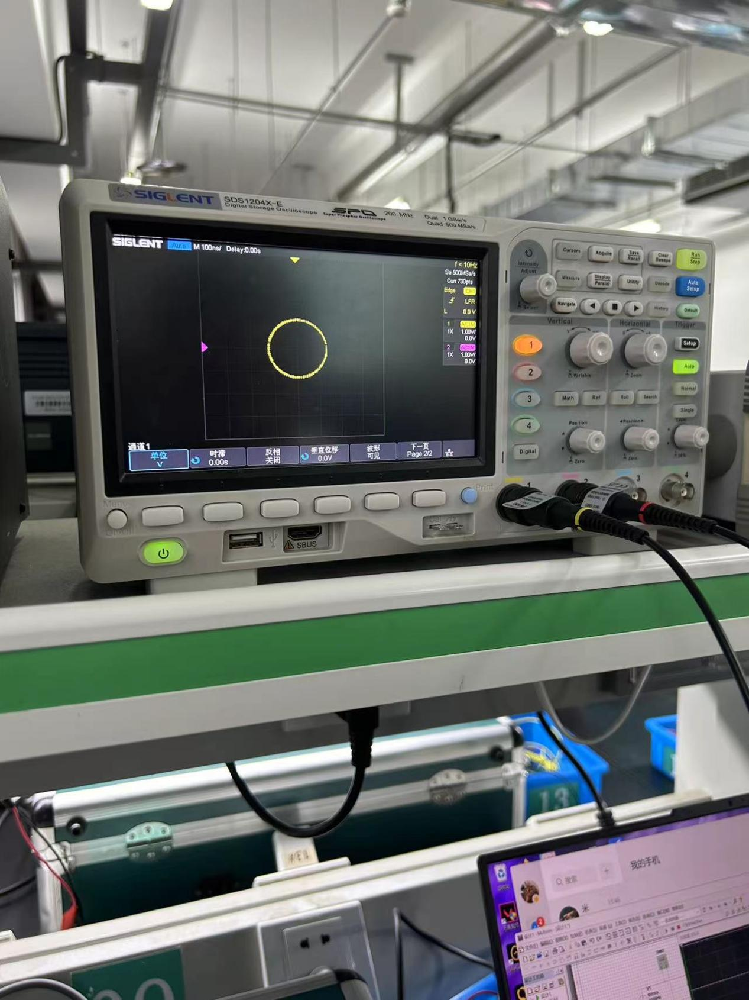 SIGLENT SDS1204X-E
Digital Storage Oscilloscope
SPO
Super Phosphor Oscilloscope
200 MHz
Dual 1 GSa/s
Quad 500 MSa/s
SIGLENT Auto M 100ns/ Delay:0.00s
f < 10Hz
Sa 500MSa/s
Curr 700pts
Edge CH1
LFR
L 0.0 V
1 AC1M
1X 1.00V/
0.0V
2 AC1M
1X 1.00V/
0.0V
通道1
单位
V
时滞
0.00s
反相
关闭
垂直位移
0.0V
波形
可见
下一页
Page 2/2
Intensity
Adjust
Select
Cursors
Acquire
Save
Recall
Clear
Sweeps
Run
Stop
Measure
Display
Persist
Utility
Decode
Auto
Setup
Navigate
History
Default
Vertical
Horizontal
Trigger
1
2
3
4
Variable
Zoom
Setup
Auto
Normal
Single
Math
Ref
Roll
Search
Position
◄Position►
Level
Zero
Zero
50%
Digital
1
2
3
4
Menu
On/Off
Print
Cal
SBUS
13
我的手机
搜索
米